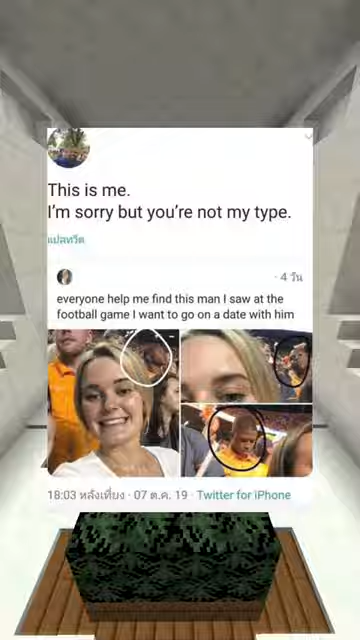 This is me.
I'm sorry but you're not my type.
แปลทวีต
· 4 วัน
everyone help me find this man I saw at the
football game I want to go on a date with him
18:03 หลังเที่ยง · 07 ต.ค. 19 · Twitter for iPhone